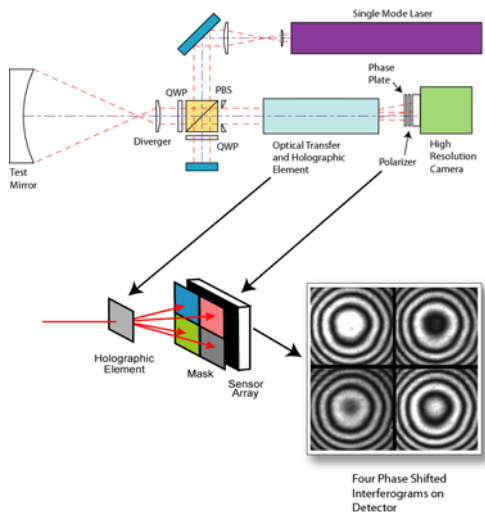 Single Mode Laser
Phase
Plate
QWP
PBS
Diverger
QWP
Test
Mirror
Optical Transfer
and Holographic
Element
Polarizer
High
Resolution
Camera
Holographic
Element
Mask
Sensor
Array
Four Phase Shifted
Interferograms on
Detector